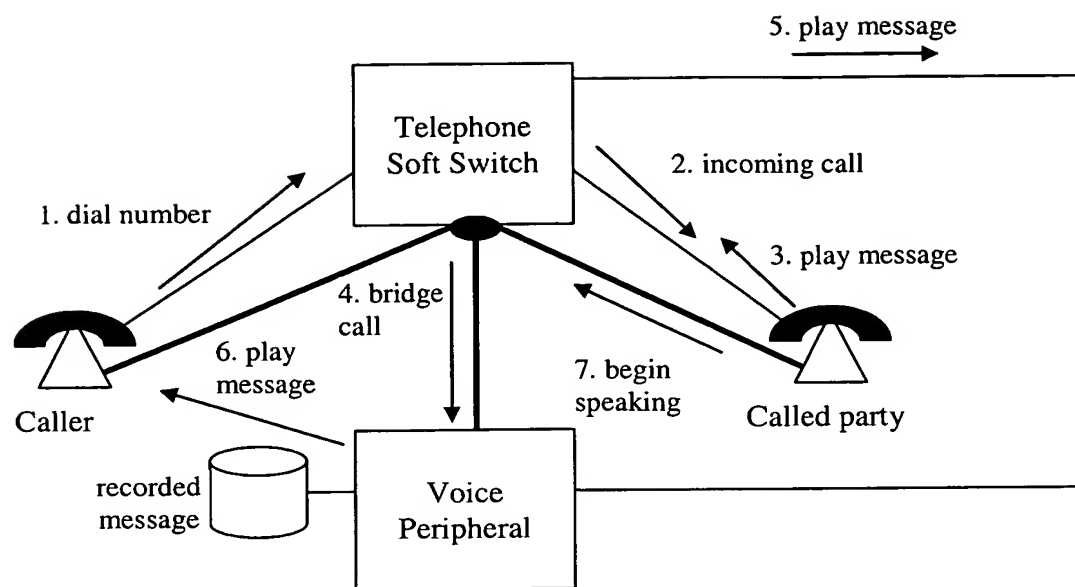 5. play message
Telephone
Soft Switch
2. incoming call
1. dial number
3. play message
4. bridge
call
6. play
message
7. begin
speaking
Caller
Called party
recorded
message
Voice
Peripheral